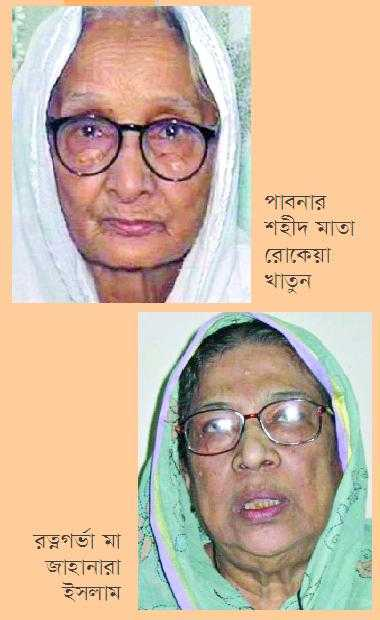 পাবনার
শহীদ মাতা
রোকেয়া
খাতুন
রত্নগর্ভা মা
জাহানারা
ইসলাম